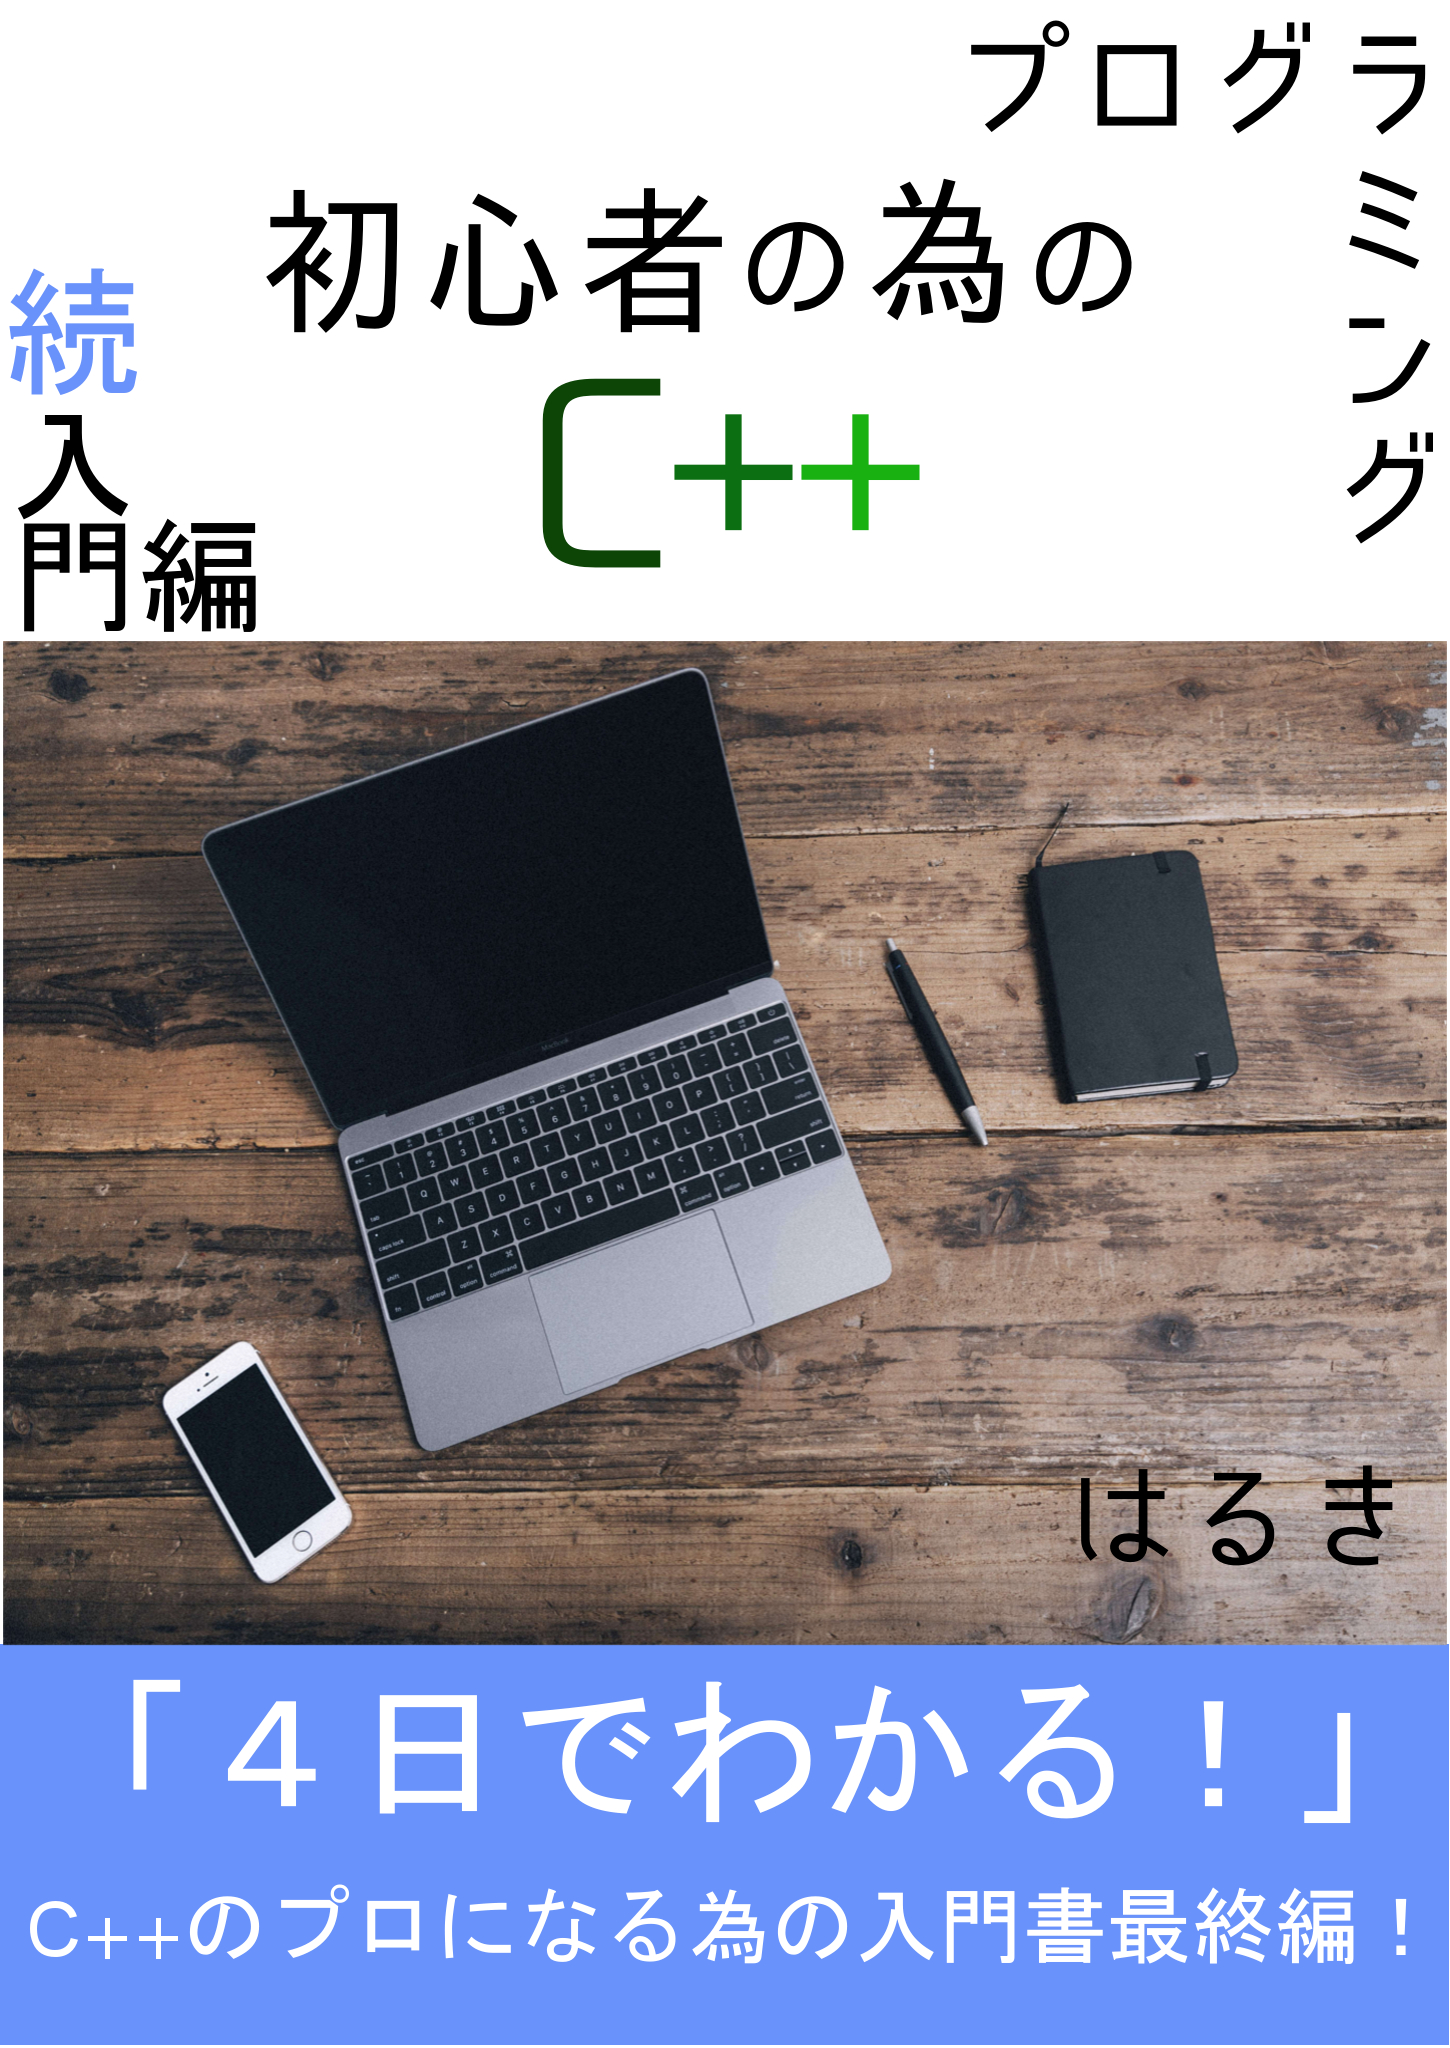 プログラミング
初心者の為の
C++
続
入
門編
はるき
「４日でわかる！」
C++のプロになる為の入門書最終編！